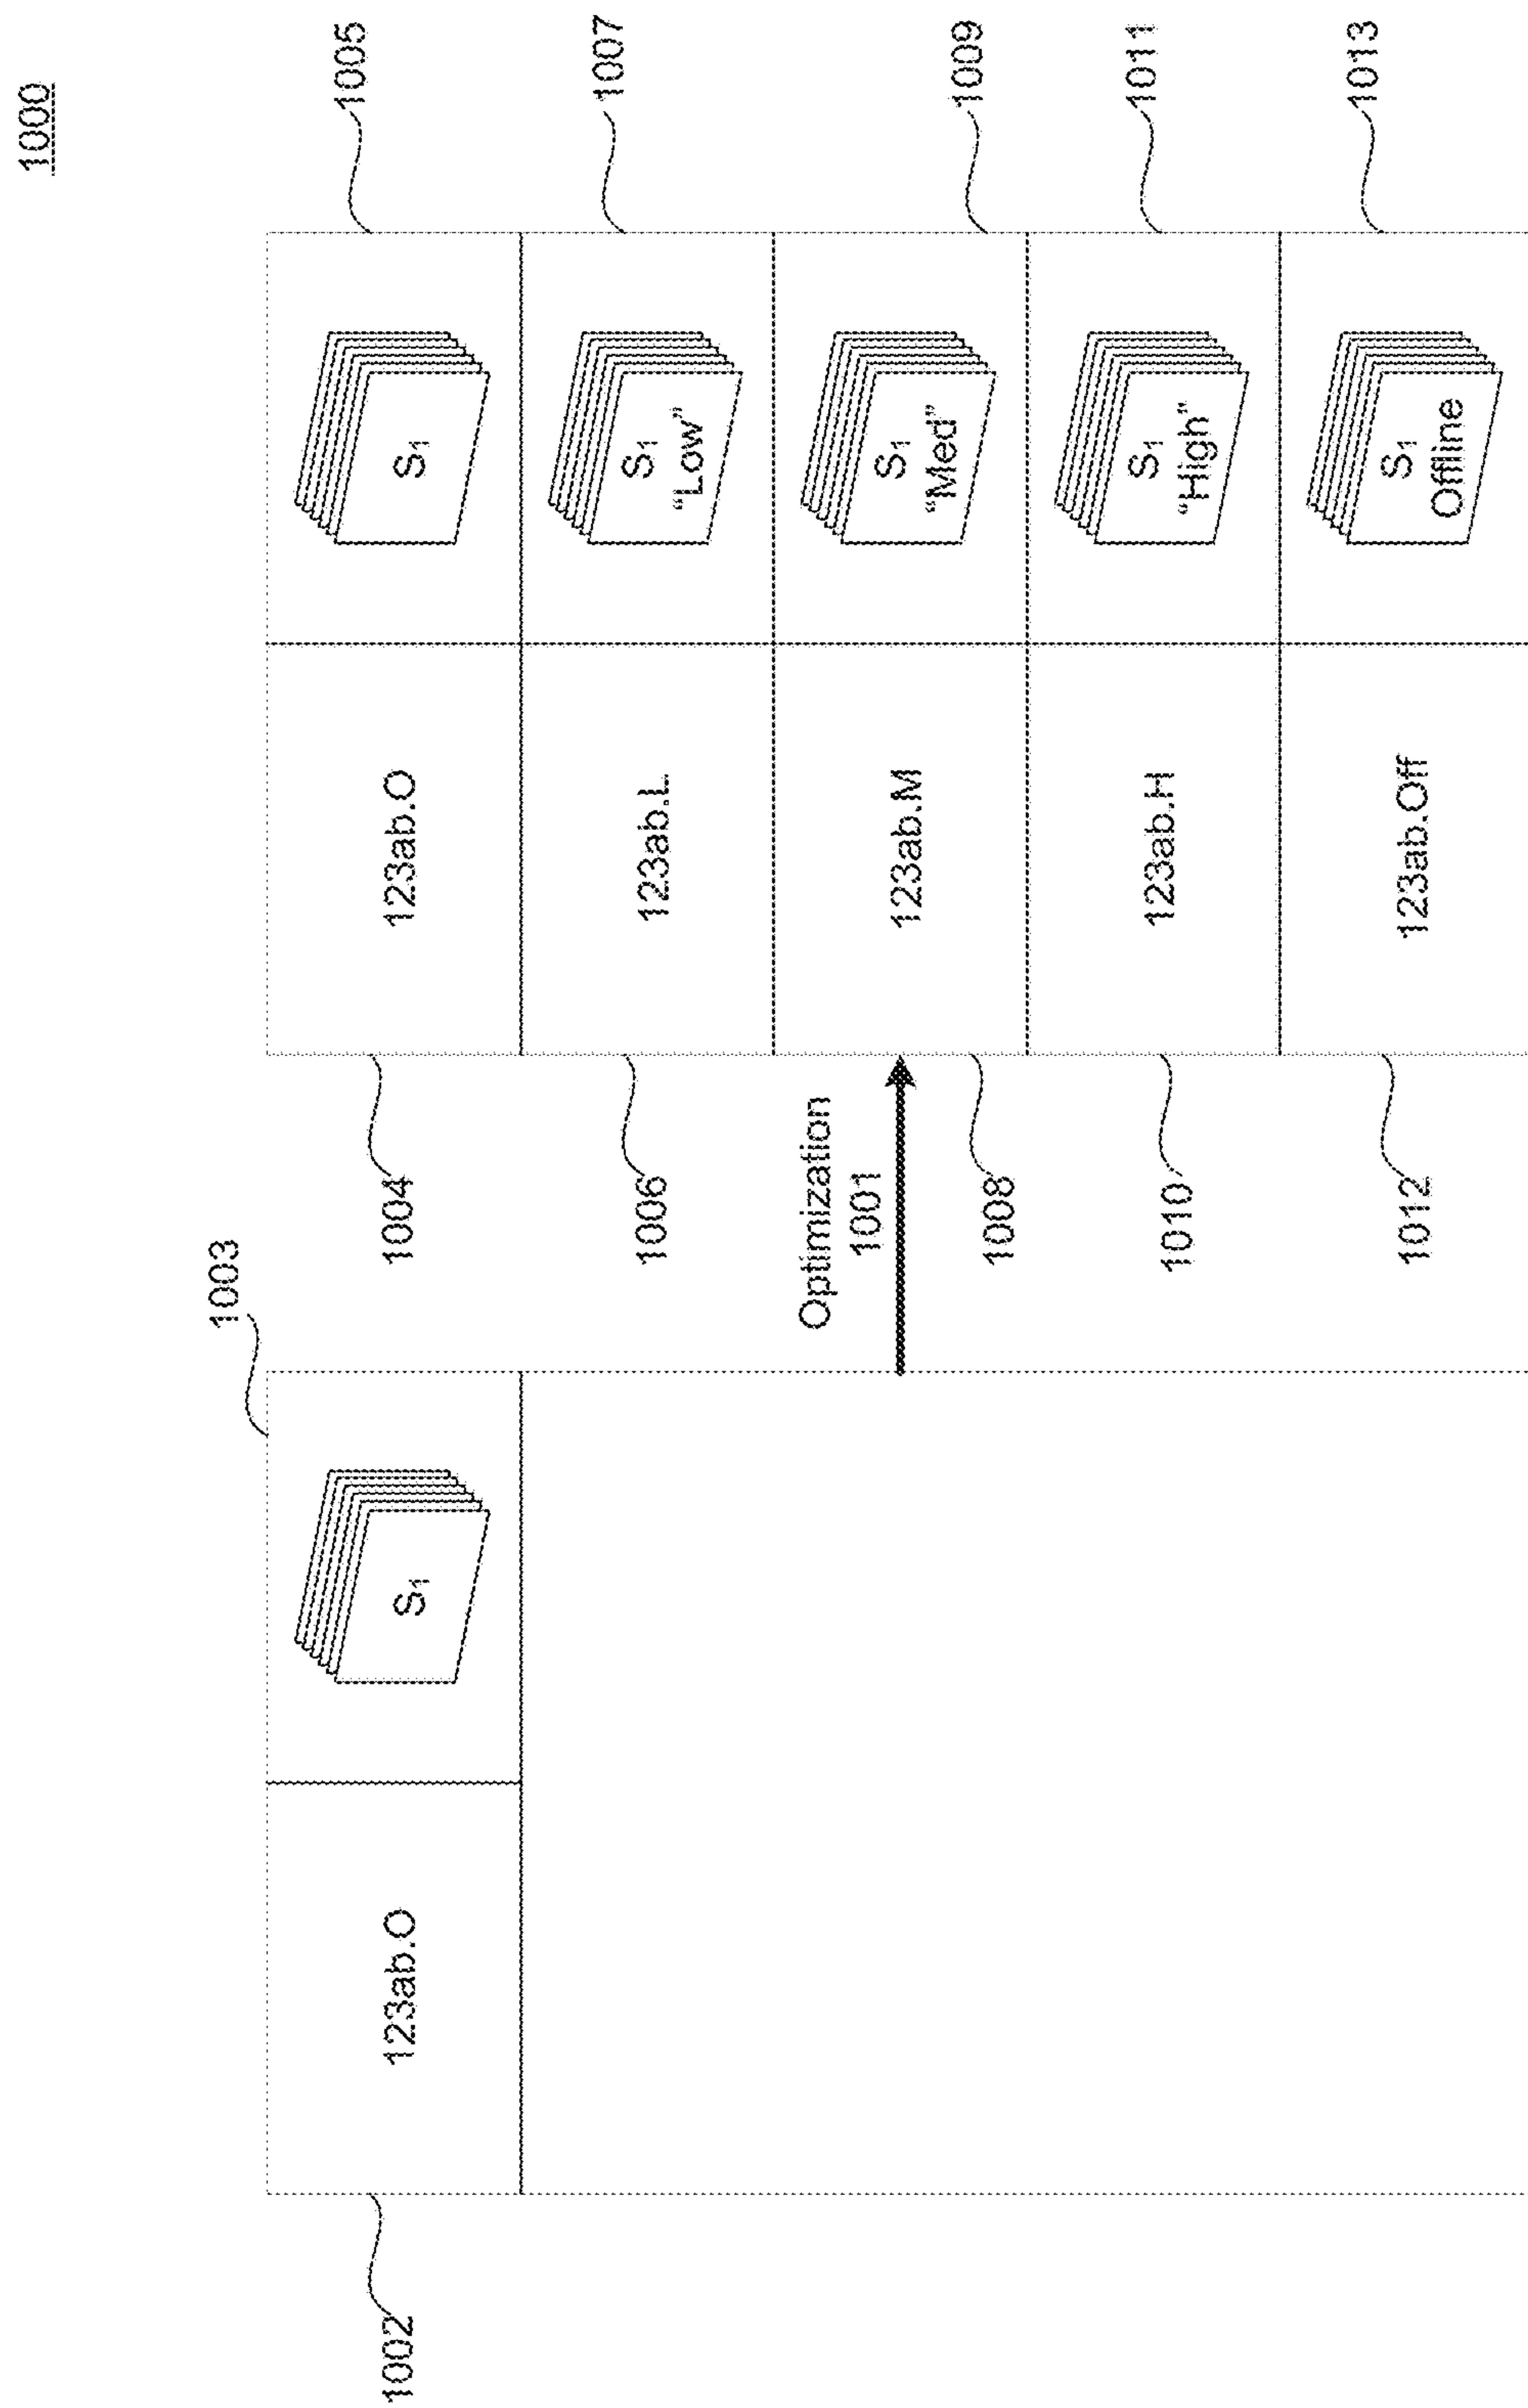 1000
1003
1005
1002
123ab.O
S₁
1004
123ab.O
S₁
1007
1006
123ab.L
S₁
“Low”
Optimization
1001
123ab.M
S₁
“Med”
1009
1008
1011
1010
123ab.H
S₁
“High”
1013
1012
123ab.Off
S₁
Offline